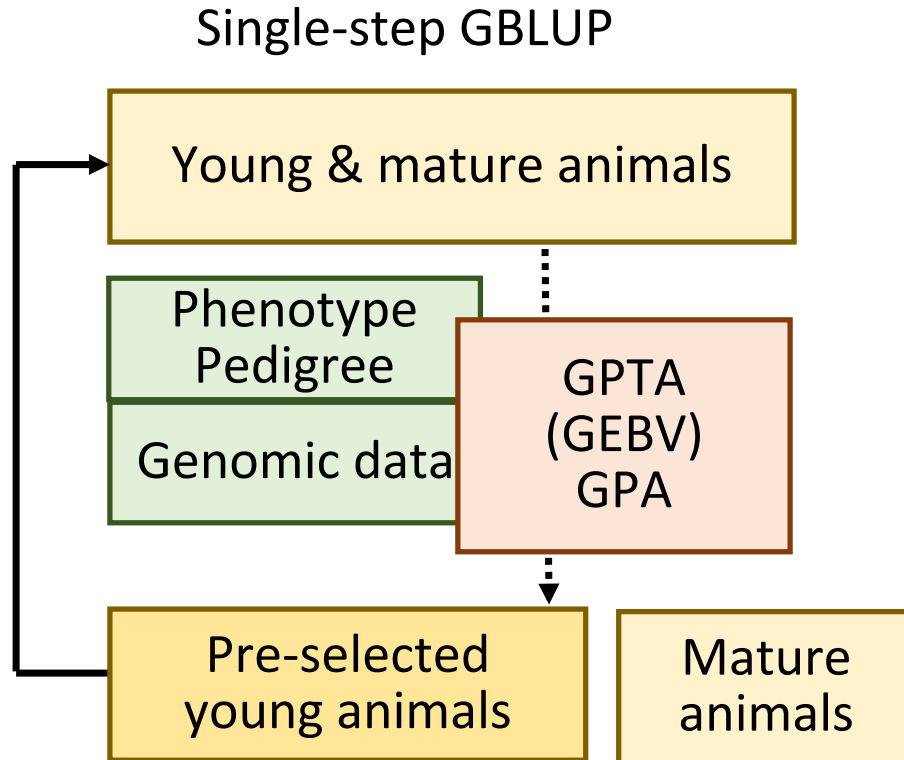 Single-step GBLUP
Young & mature animals
Phenotype
Pedigree
Genomic data
GPTA
(GEBV)
GPA
Pre-selected
young animals
Mature
animals